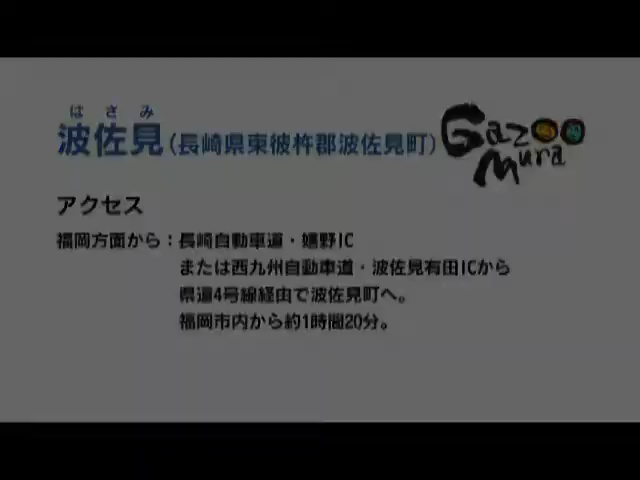 はさみ
波佐見(長崎県東彼杵郡波佐見町)
Gazoo
Mura
アクセス
福岡方面から：長崎自動車道・嬉野IC
または西九州自動車道・波佐見有田ICから
県道4号線経由で波佐見町へ。
福岡市内から約1時間20分。